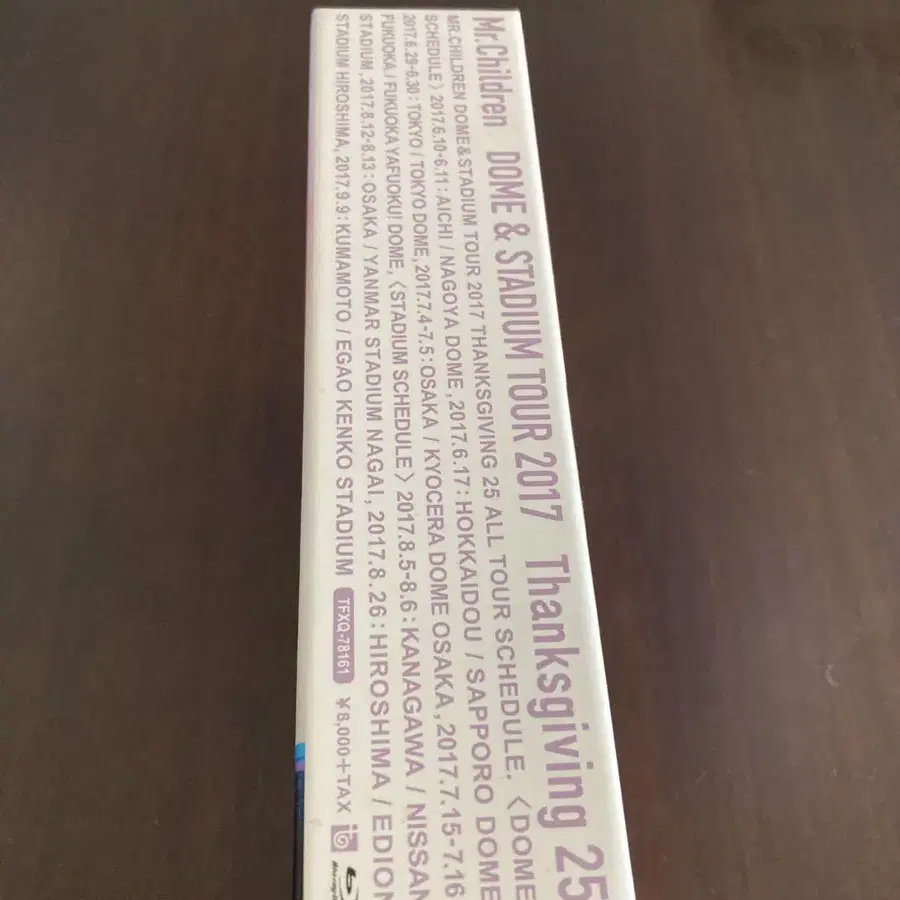 Mr.Children DOME & STADIUM TOUR 2017 Thanksgiving 25
MR.CHILDREN DOME&STADIUM TOUR 2017 THANKSGIVING 25 ALL TOUR SCHEDULE. 〈DOME
SCHEDULE〉2017.6.10-6.11:AICHI / NAGOYA DOME, 2017.6.17:HOKKAIDOU / SAPPORO DOME
2017.6.29-6.30:TOKYO / TOKYO DOME, 2017.7.4-7.5:OSAKA / KYOCERA DOME OSAKA, 2017.7.15-7.16
FUKUOKA / FUKUOKA YAFUOKU! DOME, 〈STADIUM SCHEDULE〉2017.8.5-8.6:KANAGAWA / NISSAN
STADIUM, 2017.8.12-8.13:OSAKA / YANMAR STADIUM NAGAI, 2017.8.26:HIROSHIMA / EDION
STADIUM HIROSHIMA, 2017.9.9:KUMAMOTO / EGAO KENKO STADIUM TFXQ-78161 ¥6,000+TAX
Blu-ray